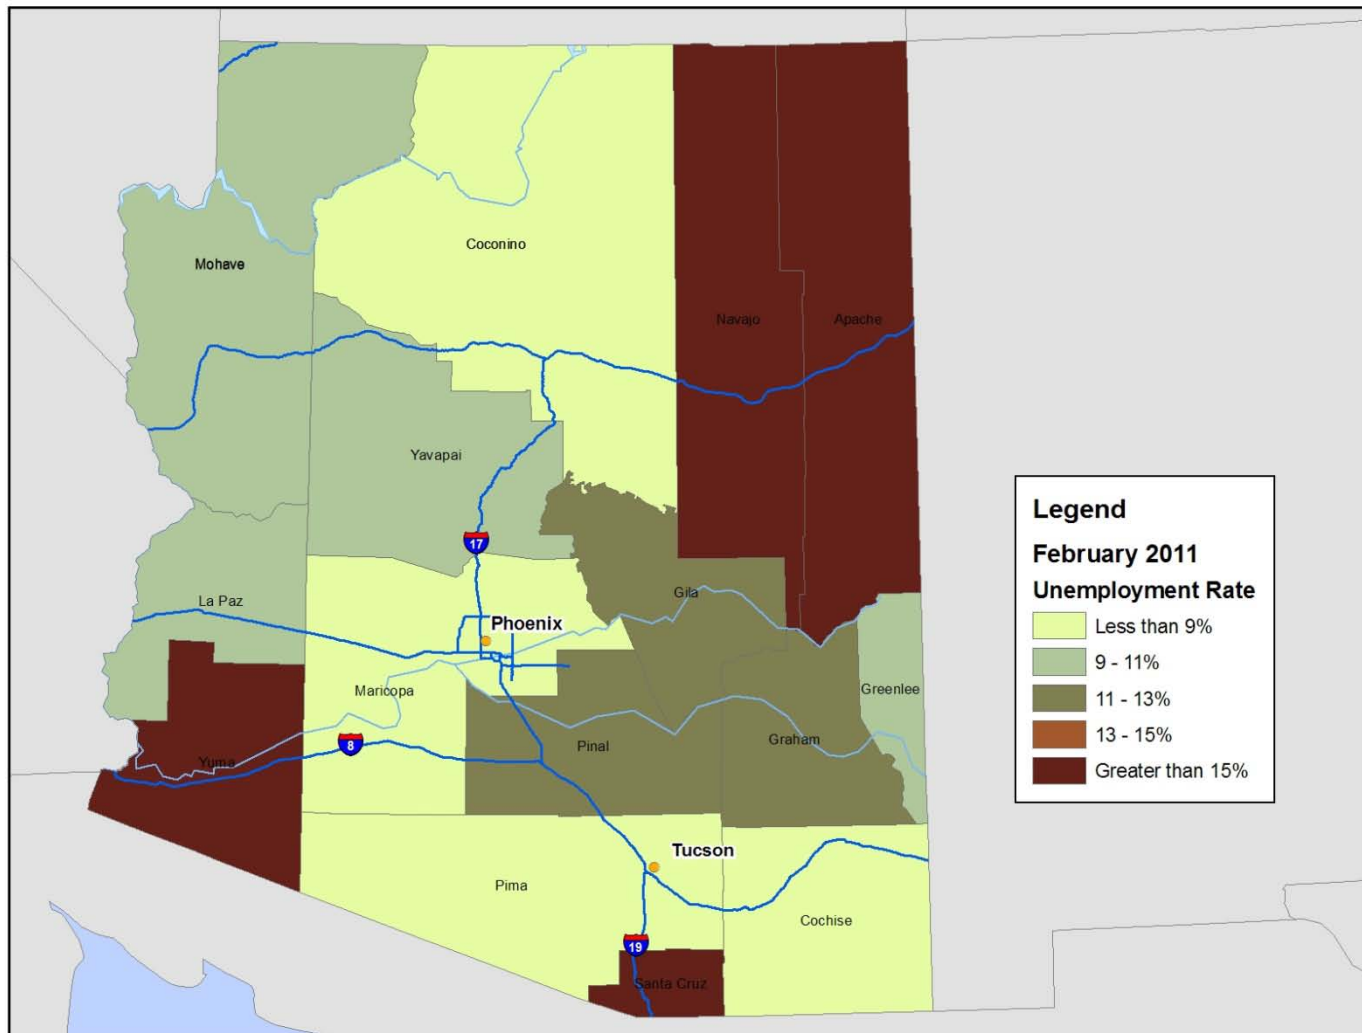 Coconino
Mohave
Navajo
Apache
Yavapai
17
Gila
La Paz
Phoenix
Maricopa
Greenlee
8
Pinal
Graham
Yuma
Tucson
Pima
Cochise
19
Santa Cruz
Legend
February 2011
Unemployment Rate
Less than 9%
9 - 11%
11 - 13%
13 - 15%
Greater than 15%